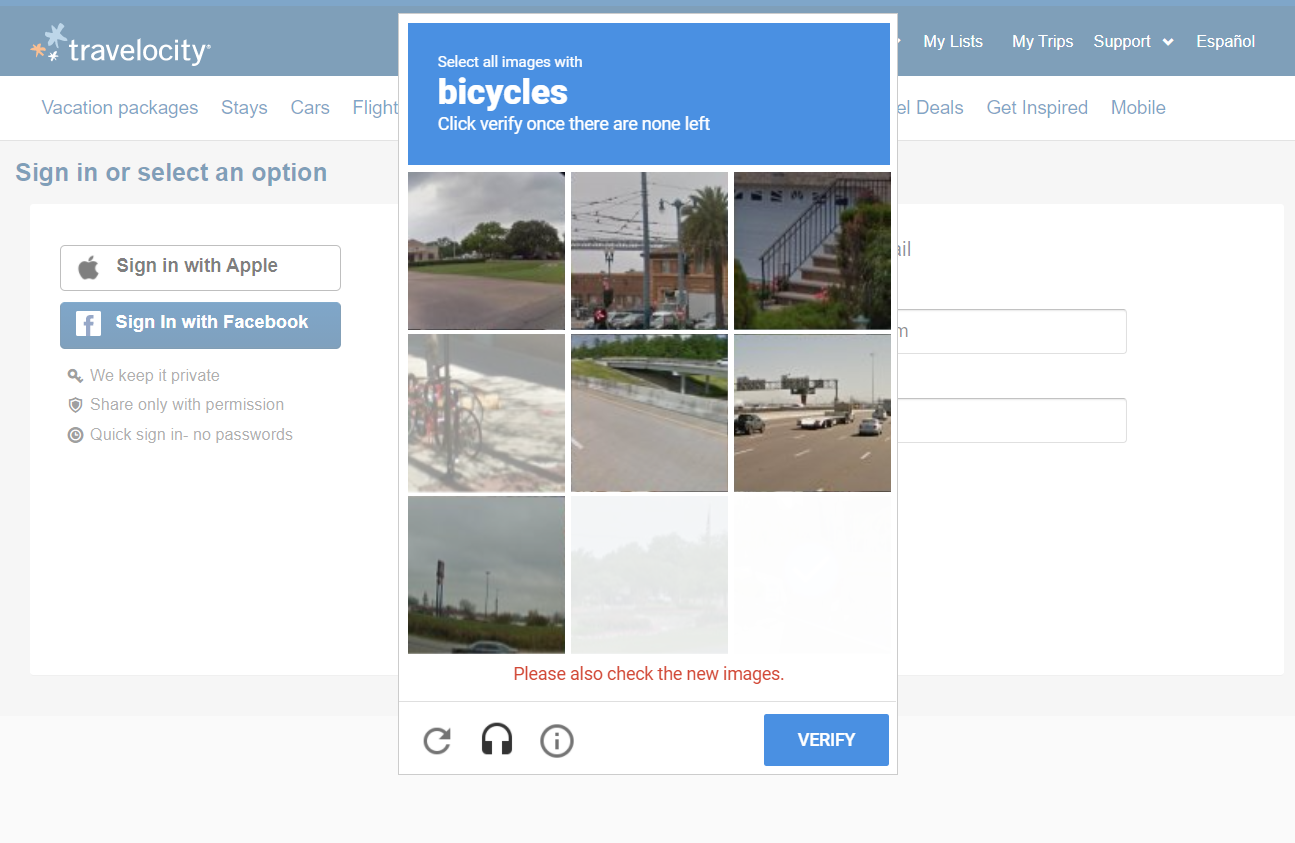 travelocity®
My Lists
My Trips
Support
Español
Vacation packages
Stays
Cars
Flight
el Deals
Get Inspired
Mobile
Sign in or select an option
Sign in with Apple
Sign In with Facebook
We keep it private
Share only with permission
Quick sign in- no passwords
ail
m
Select all images with
bicycles
Click verify once there are none left
Please also check the new images.
VERIFY